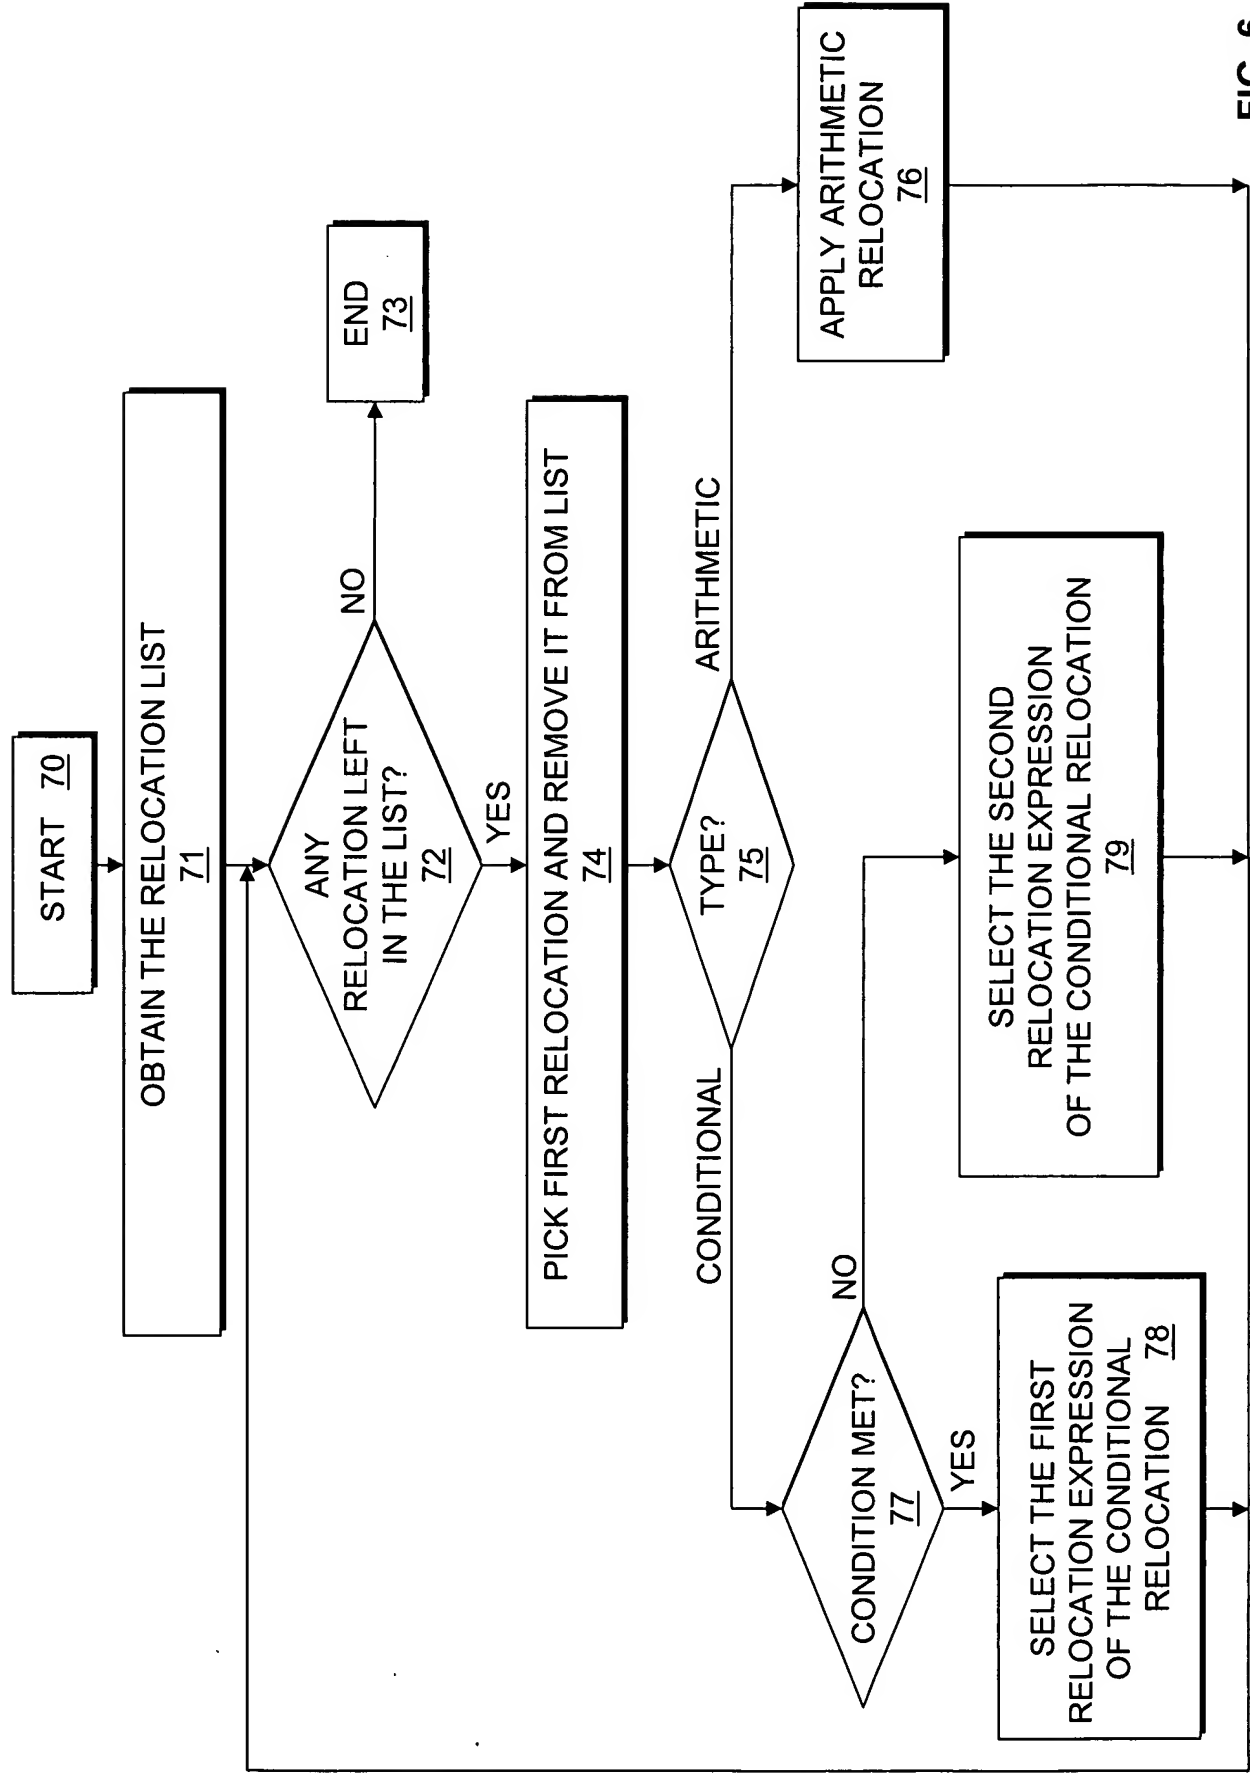 START 70
OBTAIN THE RELOCATION LIST
71
ANY
RELOCATION LEFT
IN THE LIST?
72
NO
END
73
YES
PICK FIRST RELOCATION AND REMOVE IT FROM LIST
74
TYPE?
75
CONDITIONAL
ARITHMETIC
APPLY ARITHMETIC
RELOCATION
76
CONDITION MET?
77
NO
YES
SELECT THE FIRST
RELOCATION EXPRESSION
OF THE CONDITIONAL
RELOCATION 78
SELECT THE SECOND
RELOCATION EXPRESSION
OF THE CONDITIONAL RELOCATION
79
FIG. 6